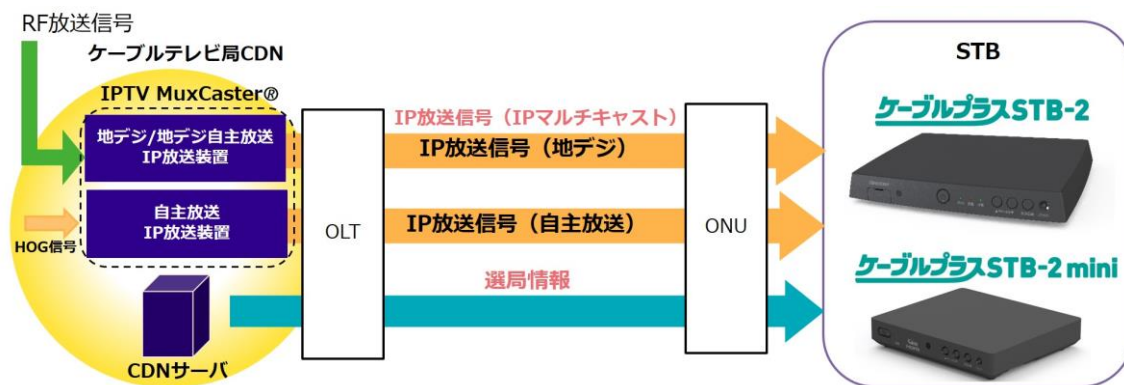 RF放送信号
ケーブルテレビ局CDN
IPTV MuxCaster®
地デジ/地デジ自主放送
IP放送装置
自主放送
IP放送装置
HOG信号
CDNサーバ
OLT
IP放送信号（IPマルチキャスト）
IP放送信号（地デジ）
IP放送信号（自主放送）
選局情報
ONU
STB
ケーブルプラスSTB-2
ケーブルプラスSTB-2 mini